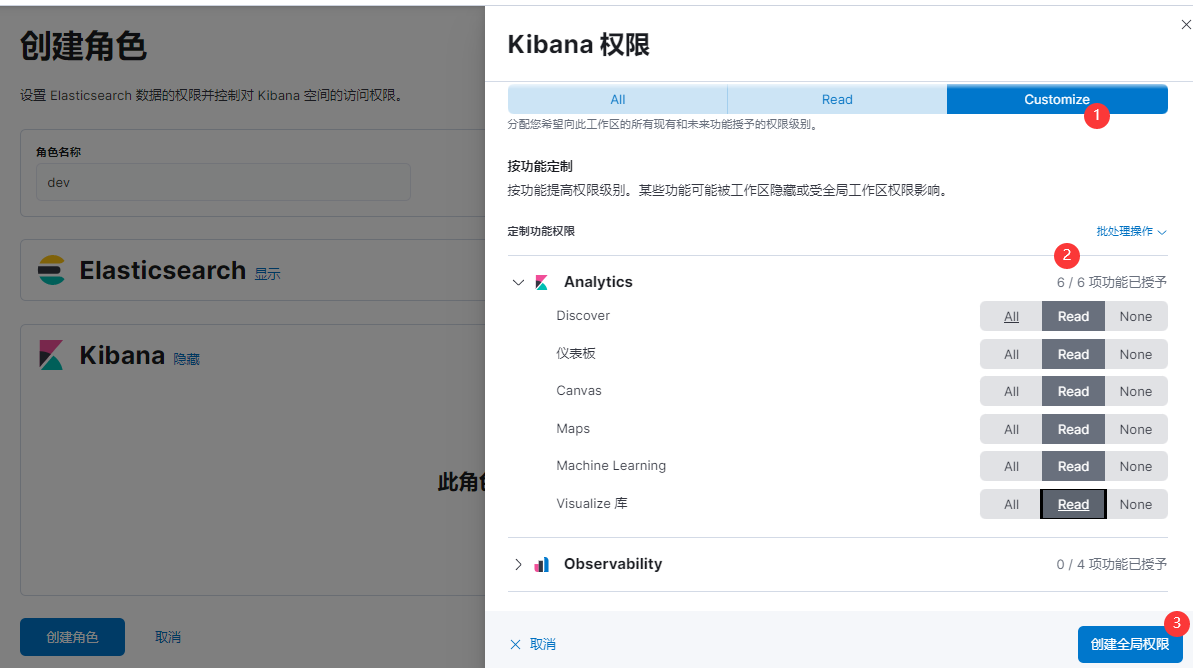 创建角色
设置 Elasticsearch 数据的权限并控制对 Kibana 空间的访问权限。
角色名称
dev
Elasticsearch 显示
Kibana 隐藏
此角
创建角色
取消
Kibana 权限
All Read Customize
1
分配您希望向此工作区的所有现有和未来功能授予的权限级别。
按功能定制
按功能提高权限级别。某些功能可能被工作区隐藏或受全局工作区权限影响。
定制功能权限 批处理操作
2
Analytics 6 / 6 项功能已授予
Discover All Read None
仪表板 All Read None
Canvas All Read None
Maps All Read None
Machine Learning All Read None
Visualize 库 All Read None
Observability 0 / 4 项功能已授予
3
取消 创建全局权限